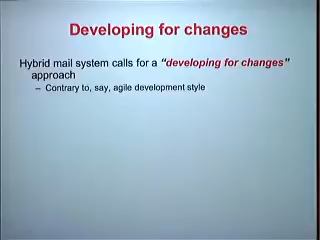 Developing for changes
Hybrid mail system calls for a "developing for changes"
approach
– Contrary to, say, agile development style